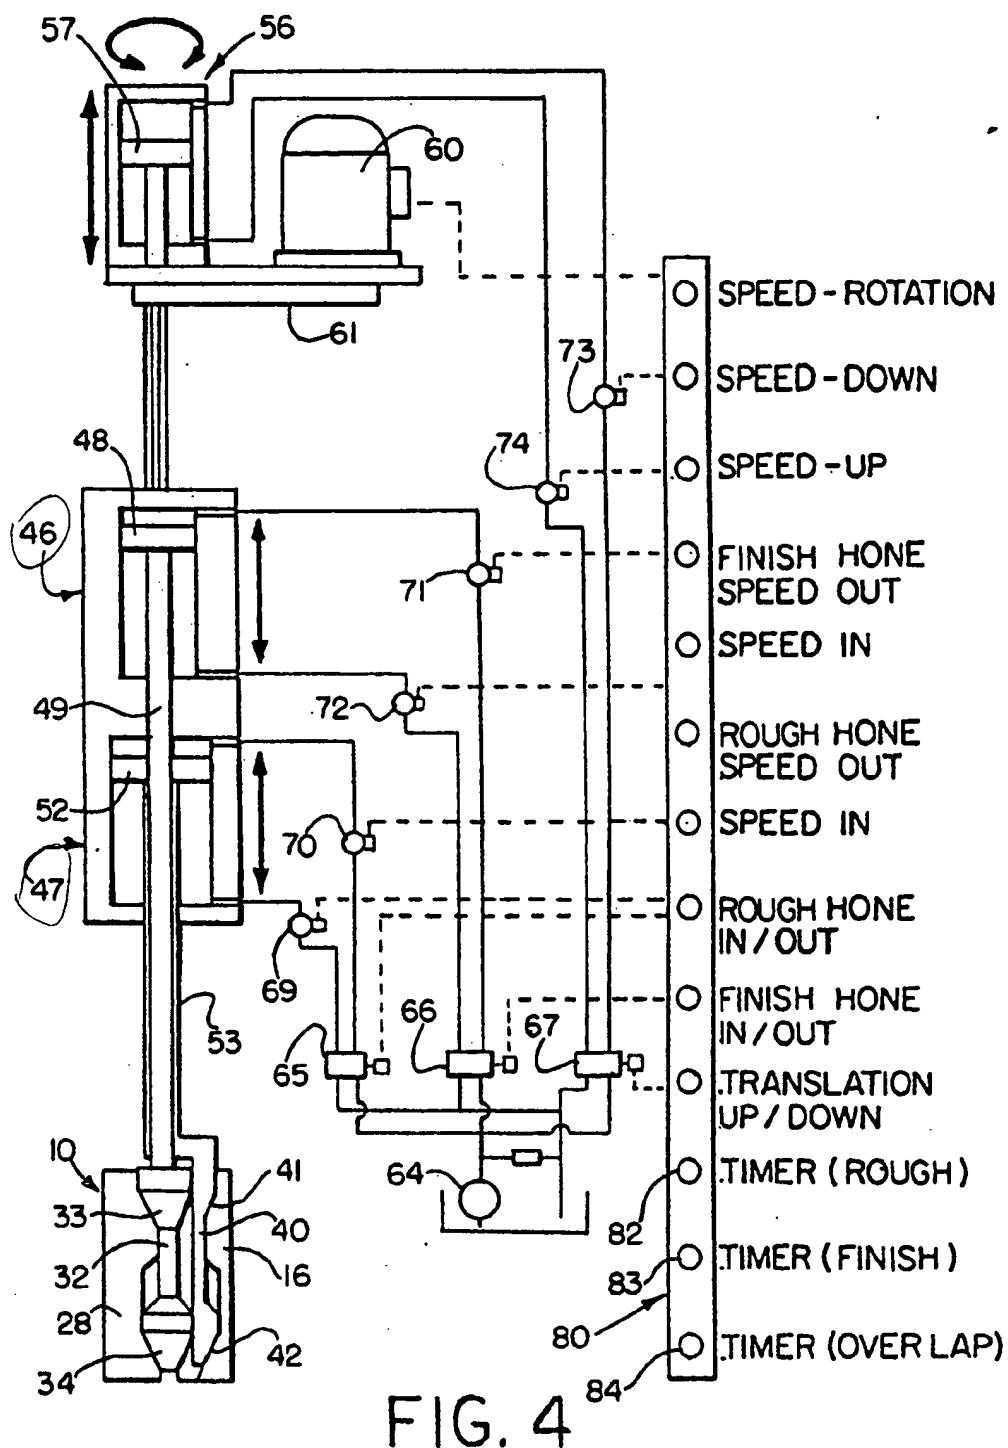 57
56
60
61
73
74
48
46
71
72
49
52
70
47
69
53
65
66
67
64
10
33
32
28
34
41
40
16
42
SPEED-ROTATION
SPEED-DOWN
SPEED-UP
FINISH HONE
SPEED OUT
SPEED IN
ROUGH HONE
SPEED OUT
SPEED IN
ROUGH HONE
IN/OUT
FINISH HONE
IN/OUT
TRANSLATION
UP/DOWN
TIMER (ROUGH)
82
TIMER (FINISH)
83
80
TIMER (OVERLAP)
84
FIG. 4